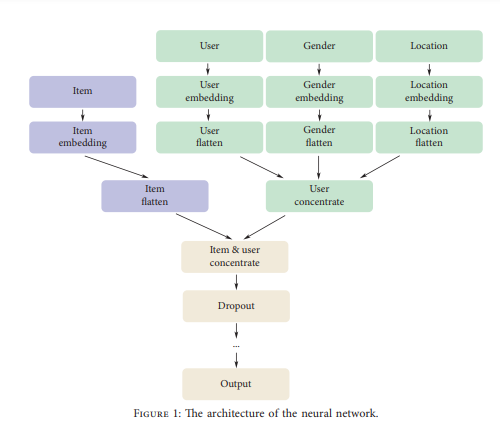 User
Gender
Location
Item
User
embedding
Gender
embedding
Location
embedding
Item
embedding
User
flatten
Gender
flatten
Location
flatten
Item
flatten
User
concentrate
Item & user
concentrate
Dropout
...
Output
FIGURE 1: The architecture of the neural network.